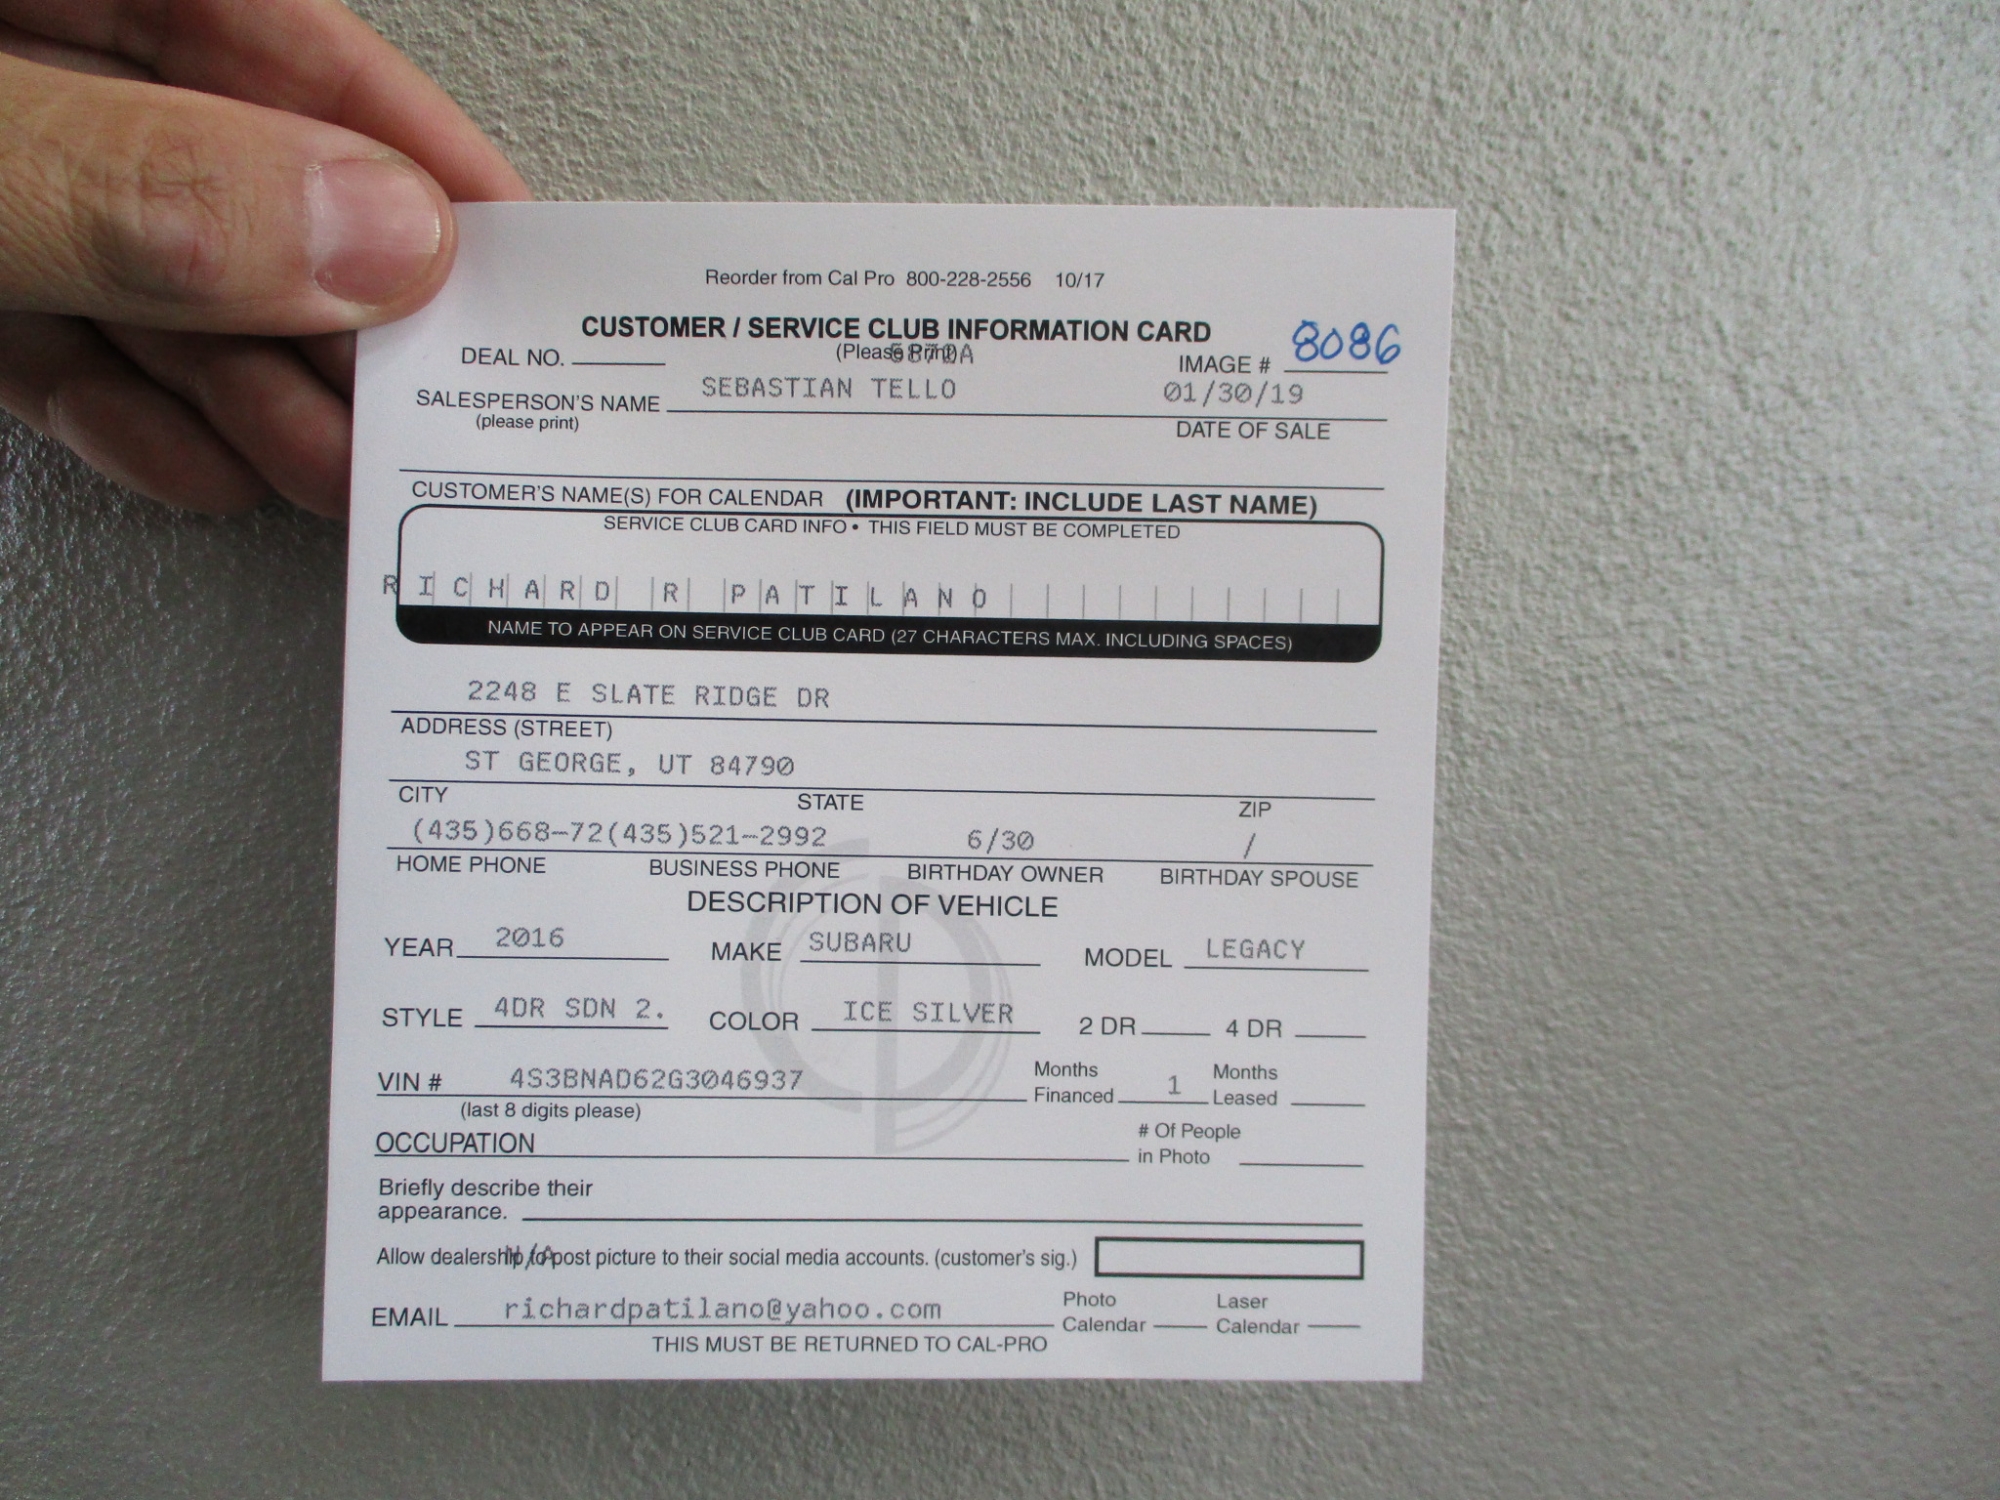 Reorder from Cal Pro 800-228-2556 10/17
CUSTOMER / SERVICE CLUB INFORMATION CARD
(Please Print)
DEAL NO. IMAGE # 8086
SEBASTIAN TELLO 01/30/19
SALESPERSON'S NAME
(please print) DATE OF SALE
CUSTOMER'S NAME(S) FOR CALENDAR (IMPORTANT: INCLUDE LAST NAME)
SERVICE CLUB CARD INFO • THIS FIELD MUST BE COMPLETED
RICHARD R PATILANO
NAME TO APPEAR ON SERVICE CLUB CARD (27 CHARACTERS MAX. INCLUDING SPACES)
2248 E SLATE RIDGE DR
ADDRESS (STREET)
ST GEORGE, UT 84790
CITY STATE ZIP
(435)668-72(435)521-2992 6/30 /
HOME PHONE BUSINESS PHONE BIRTHDAY OWNER BIRTHDAY SPOUSE
DESCRIPTION OF VEHICLE
YEAR 2016 MAKE SUBARU MODEL LEGACY
STYLE 4DR SDN 2. COLOR ICE SILVER 2 DR 4 DR
VIN # 4S3BNAD62G3046937 Months Financed 1 Months Leased
(last 8 digits please)
OCCUPATION # Of People in Photo
Briefly describe their
appearance.
Allow dealership to post picture to their social media accounts. (customer's sig.)
N/A
EMAIL richardpatilano@yahoo.com Photo Calendar Laser Calendar
THIS MUST BE RETURNED TO CAL-PRO